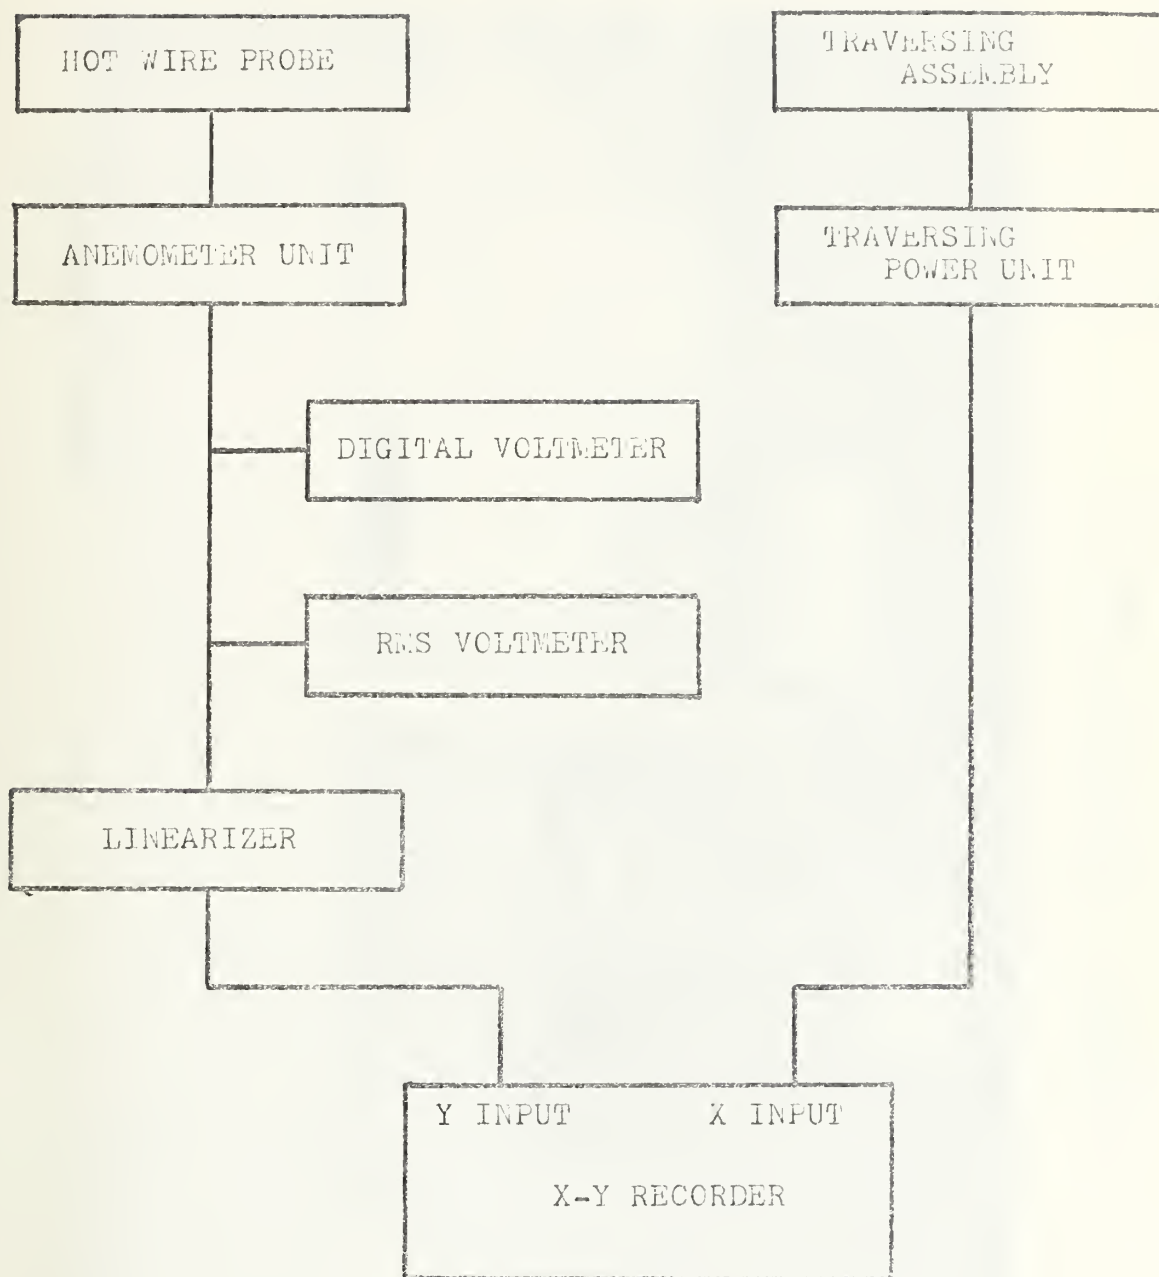 HOT WIRE PROBE
TRAVERSING
ASSEMBLY
ANEMOMETER UNIT
TRAVERSING
POWER UNIT
DIGITAL VOLTMETER
RMS VOLTMETER
LINEARIZER
Y INPUT X INPUT
X-Y RECORDER